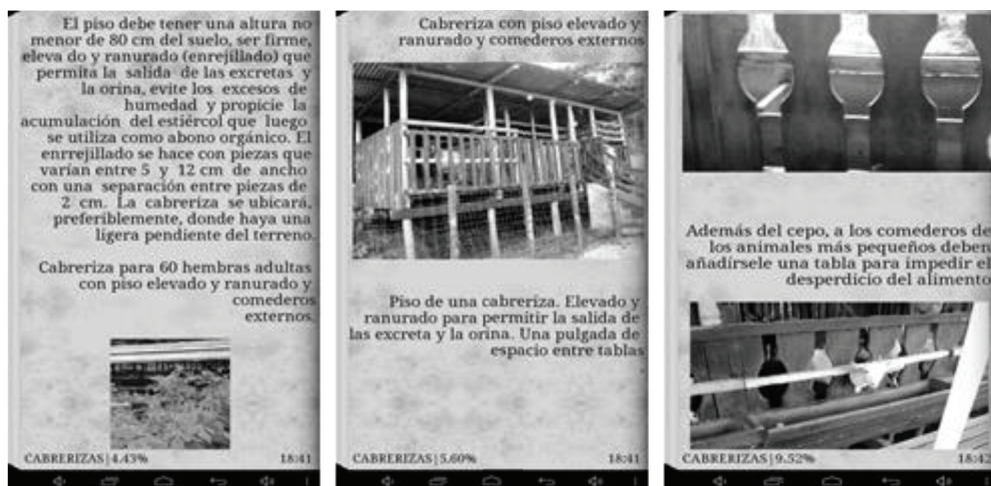 El piso debe tener una altura no
menor de 80 cm del suelo, ser firme,
eleva do y ranurado (enrejillado) que
permita la salida de las excretas y
la orina, evite los excesos de
humedad y propicie la
acumulación del estiércol que luego
se utiliza como abono orgánico. El
enrrejillado se hace con piezas que
varían entre 5 y 12 cm de ancho
con una separación entre piezas de
2 cm. La cabreriza se ubicará,
preferiblemente, donde haya una
ligera pendiente del terreno.
Cabreriza para 60 hembras adultas
con piso elevado y ranurado y
comederos
externos.
CABRERIZAS|4.43% 18:41
Cabreriza con piso elevado y
ranurado y comederos externos
Piso de una cabreriza. Elevado y
ranurado para permitir la salida de
las excreta y la orina. Una pulgada de
espacio entre tablas
CABRERIZAS|5.60% 18:41
Además del cepo, a los comederos de
los animales más pequeños deben
añadírsele una tabla para impedir el
desperdicio del alimento
CABRERIZAS|9.52% 18:42